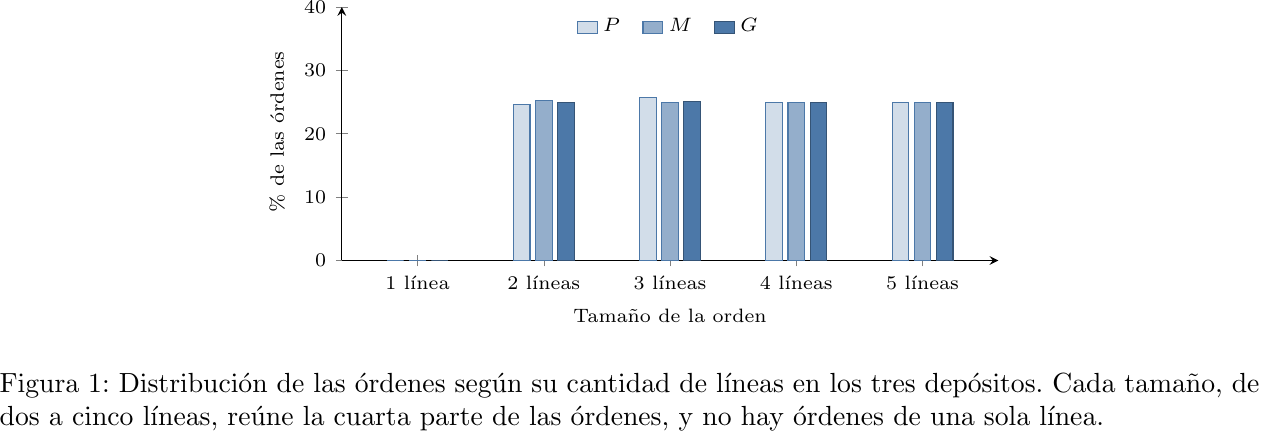 40
30
20
10
0
% de las órdenes
P M G
1 línea 2 líneas 3 líneas 4 líneas 5 líneas
Tamaño de la orden
Figura 1: Distribución de las órdenes según su cantidad de líneas en los tres depósitos. Cada tamaño, de
dos a cinco líneas, reúne la cuarta parte de las órdenes, y no hay órdenes de una sola línea.